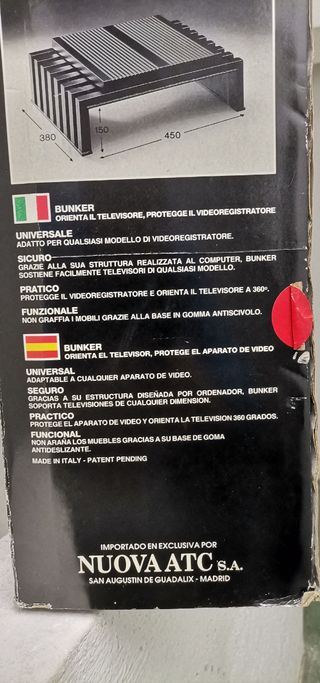 380
150
450
BUNKER
ORIENTA IL TELEVISORE, PROTEGGE IL VIDEOREGISTRATORE
UNIVERSALE
ADATTO PER QUALSIASI MODELLO DI VIDEOREGISTRATORE.
SICURO
GRAZIE ALLA SUA STRUTTURA REALIZZATA AL COMPUTER, BUNKER
SOSTIENE FACILMENTE TELEVISORI DI QUALSIASI MODELLO.
PRATICO
PROTEGGE IL VIDEOREGISTRATORE E ORIENTA IL TELEVISORE A 360º.
FUNZIONALE
NON GRAFFIA I MOBILI GRAZIE ALLA BASE IN GOMMA ANTISCIVOLO.
BUNKER
ORIENTA EL TELEVISOR, PROTEGE EL APARATO DE VIDEO
UNIVERSAL
ADAPTABLE A CUALQUIER APARATO DE VIDEO.
SEGURO
GRACIAS A SU ESTRUCTURA DISEÑADA POR ORDENADOR, BUNKER
SOPORTA TELEVISIONES DE CUALQUIER DIMENSION.
PRACTICO
PROTEGE EL APARATO DE VIDEO Y ORIENTA LA TELEVISION 360 GRADOS.
FUNCIONAL
NON ARAÑA LOS MUEBLES GRACIAS A SU BASE DE GOMA
ANTIDESLIZANTE.
MADE IN ITALY - PATENT PENDING
IMPORTADO EN EXCLUSIVA POR
NUOVA ATC S.A.
SAN AUGUSTIN DE GUADALIX - MADRID